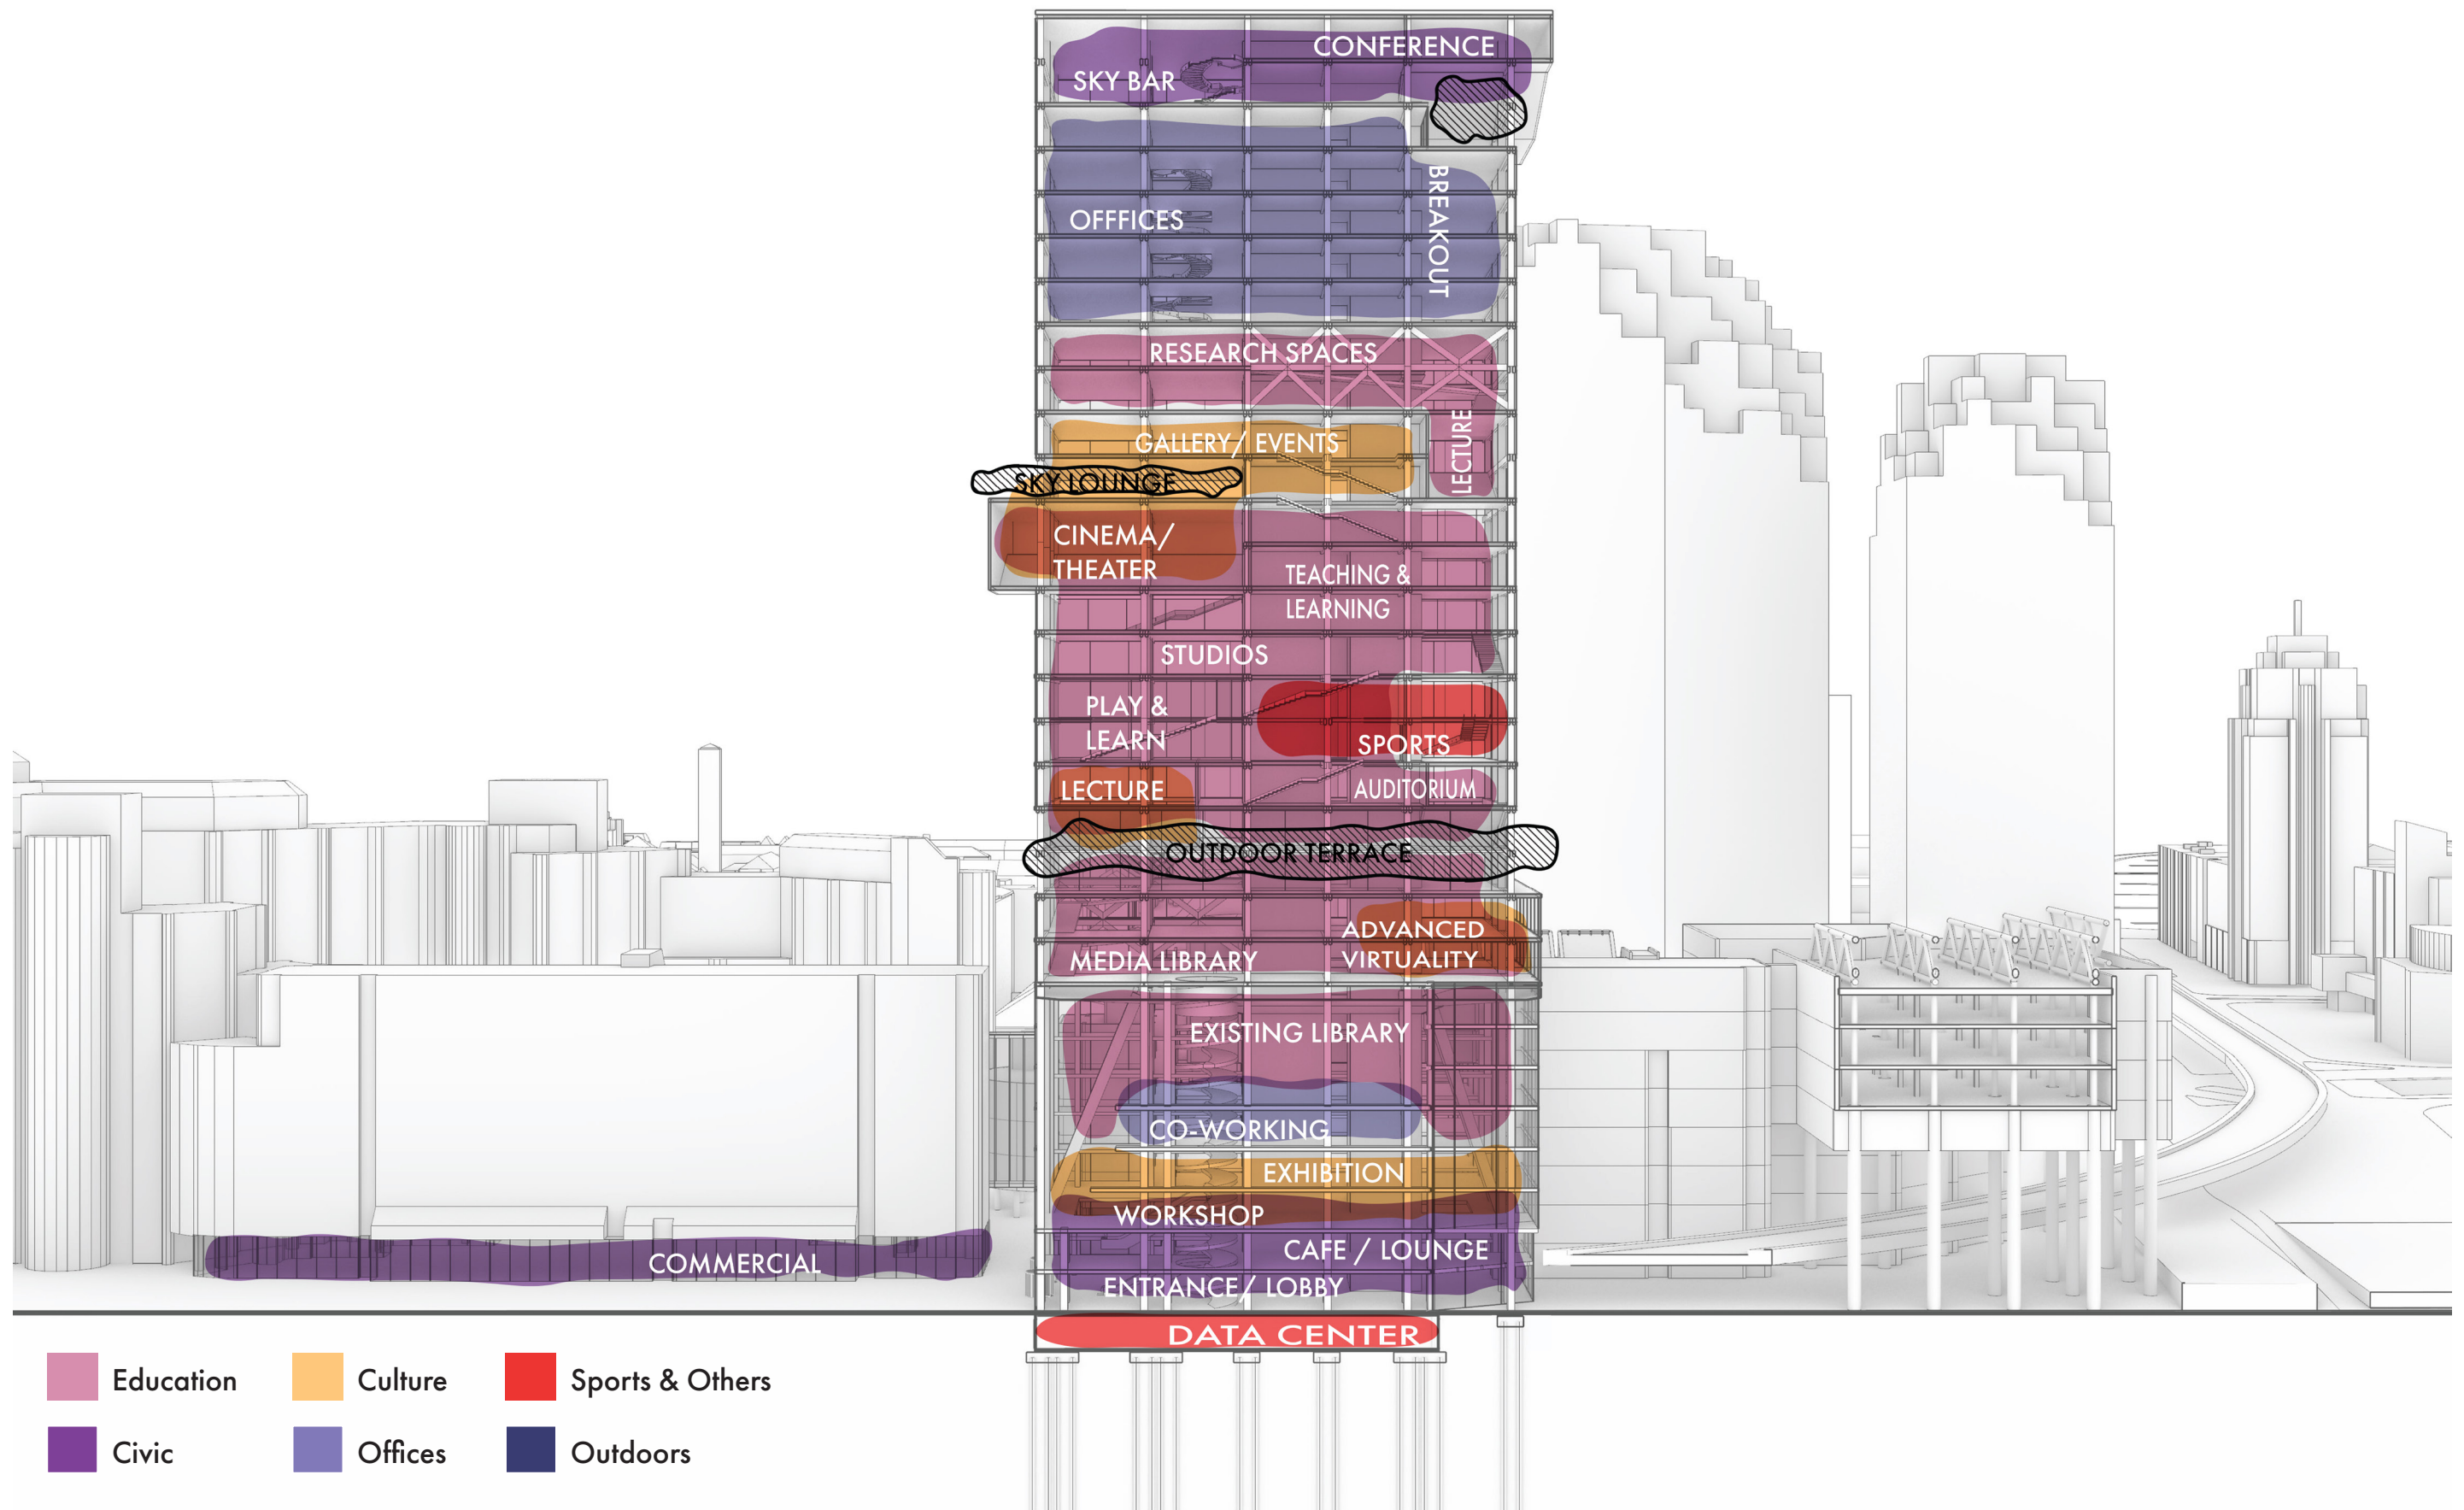 CONFERENCE
SKY BAR
BREAKOUT
OFFFICES
RESEARCH SPACES
LECTURE
GALLERY/ EVENTS
SKY LOUNGE
CINEMA/
THEATER
TEACHING &
LEARNING
STUDIOS
PLAY &
LEARN
SPORTS
LECTURE
AUDITORIUM
OUTDOOR TERRACE
ADVANCED
VIRTUALITY
MEDIA LIBRARY
EXISTING LIBRARY
CO-WORKING
EXHIBITION
WORKSHOP
CAFE / LOUNGE
COMMERCIAL
ENTRANCE/ LOBBY
DATA CENTER
Education
Culture
Sports & Others
Civic
Offices
Outdoors